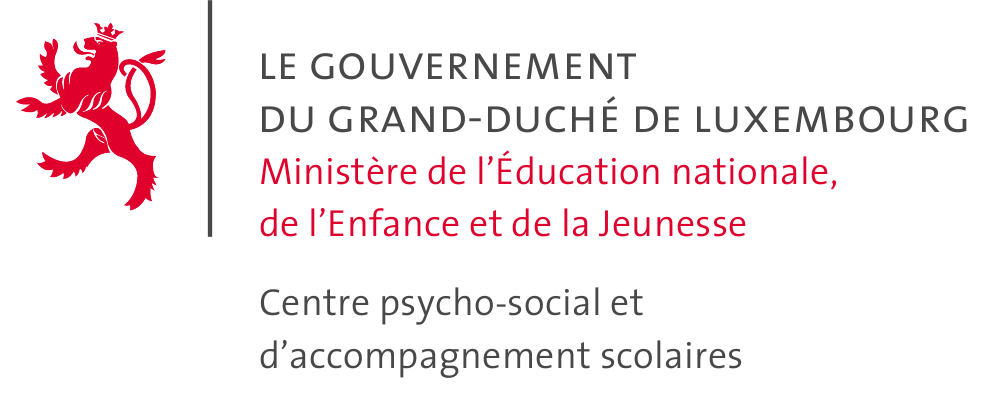 LE GOUVERNEMENT
DU GRAND-DUCHÉ DE LUXEMBOURG
Ministère de l’Éducation nationale,
de l’Enfance et de la Jeunesse
Centre psycho-social et
d’accompagnement scolaires